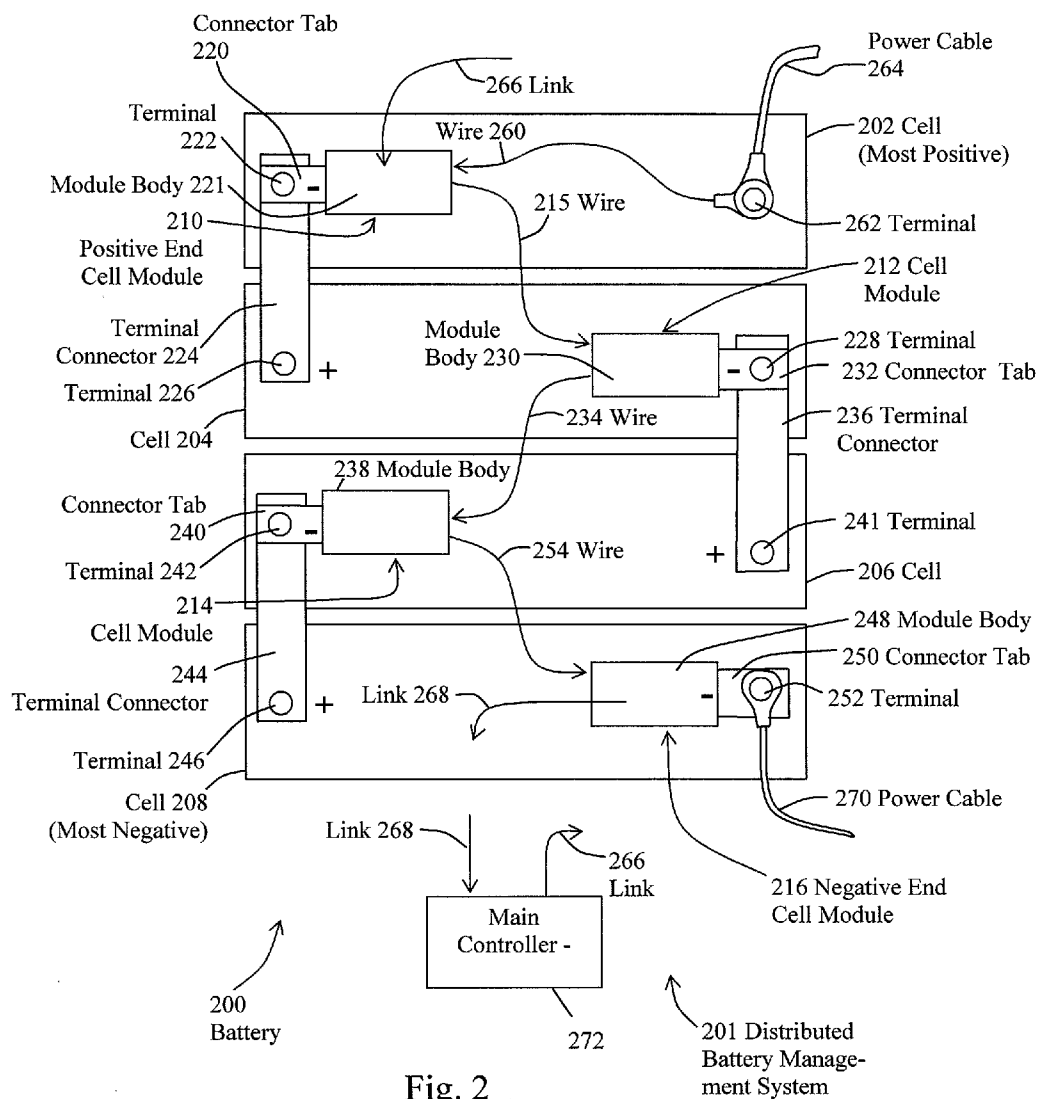 Connector Tab
220
Terminal
222
Module Body 221
210
Positive End
Cell Module
Terminal
Connector 224
Terminal 226
Cell 204
266 Link
Wire 260
215 Wire
Power Cable
264
202 Cell
(Most Positive)
262 Terminal
212 Cell
Module
Module
Body 230
-
-
+
228 Terminal
232 Connector Tab
236 Terminal
Connector
234 Wire
238 Module Body
Connector Tab
240
Terminal 242
214
Cell Module
244
Terminal Connector
Terminal 246
Cell 208
(Most Negative)
-
+
254 Wire
+
241 Terminal
206 Cell
248 Module Body
250 Connector Tab
252 Terminal
-
Link 268
270 Power Cable
216 Negative End
Cell Module
Link 268
266
Link
Main
Controller -
272
200
Battery
201 Distributed
Battery Manage-
ment System
Fig. 2